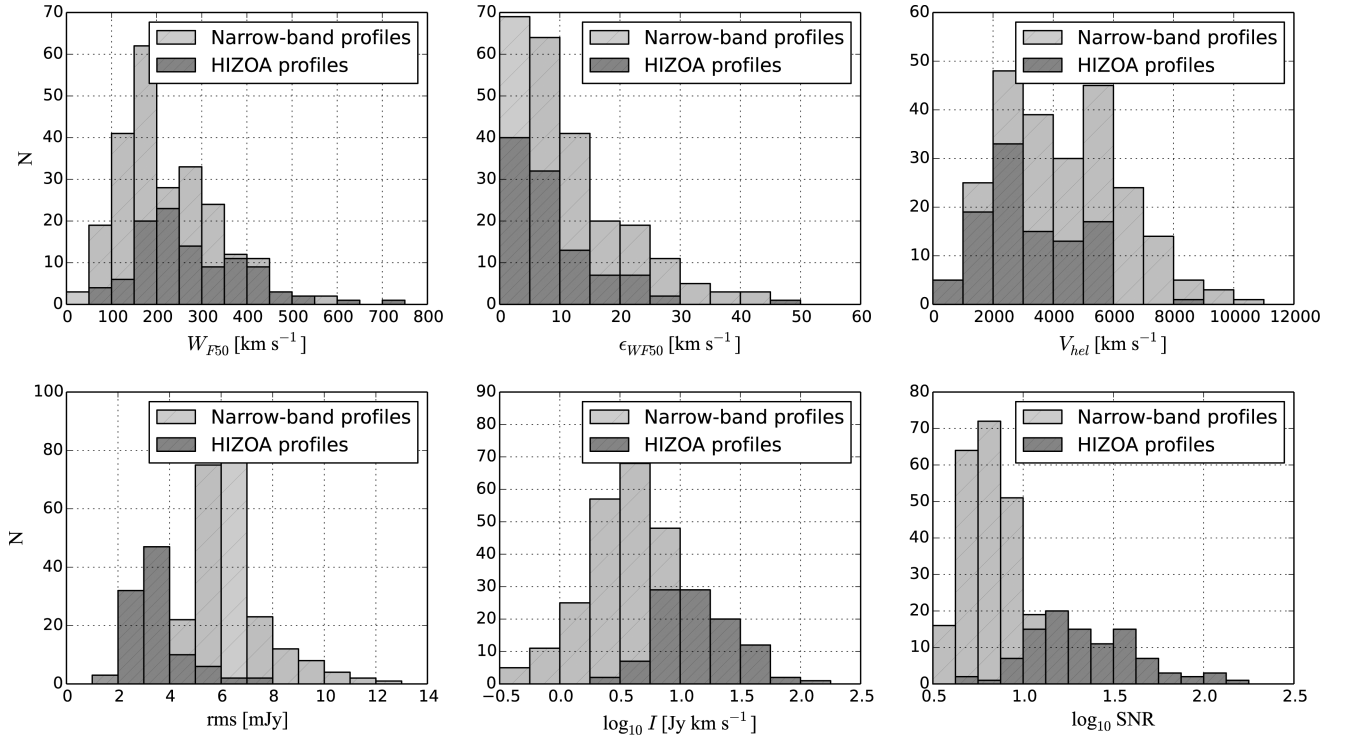 70
60
50
40
30
20
10
0
N
Narrow-band profiles
HIZOA profiles
0 100 200 300 400 500 600 700 800
W_F50 [km s⁻¹]
70
60
50
40
30
20
10
0
Narrow-band profiles
HIZOA profiles
0 10 20 30 40 50 60
ϵ_WF50 [km s⁻¹]
60
50
40
30
20
10
0
Narrow-band profiles
HIZOA profiles
0 2000 4000 6000 8000 10000 12000
V_hel [km s⁻¹]
100
80
60
40
20
0
N
Narrow-band profiles
HIZOA profiles
0 2 4 6 8 10 12 14
rms [mJy]
90
80
70
60
50
40
30
20
10
0
Narrow-band profiles
HIZOA profiles
−0.5 0.0 0.5 1.0 1.5 2.0 2.5
log₁₀ I [Jy km s⁻¹]
80
70
60
50
40
30
20
10
0
Narrow-band profiles
HIZOA profiles
0.5 1.0 1.5 2.0 2.5
log₁₀ SNR